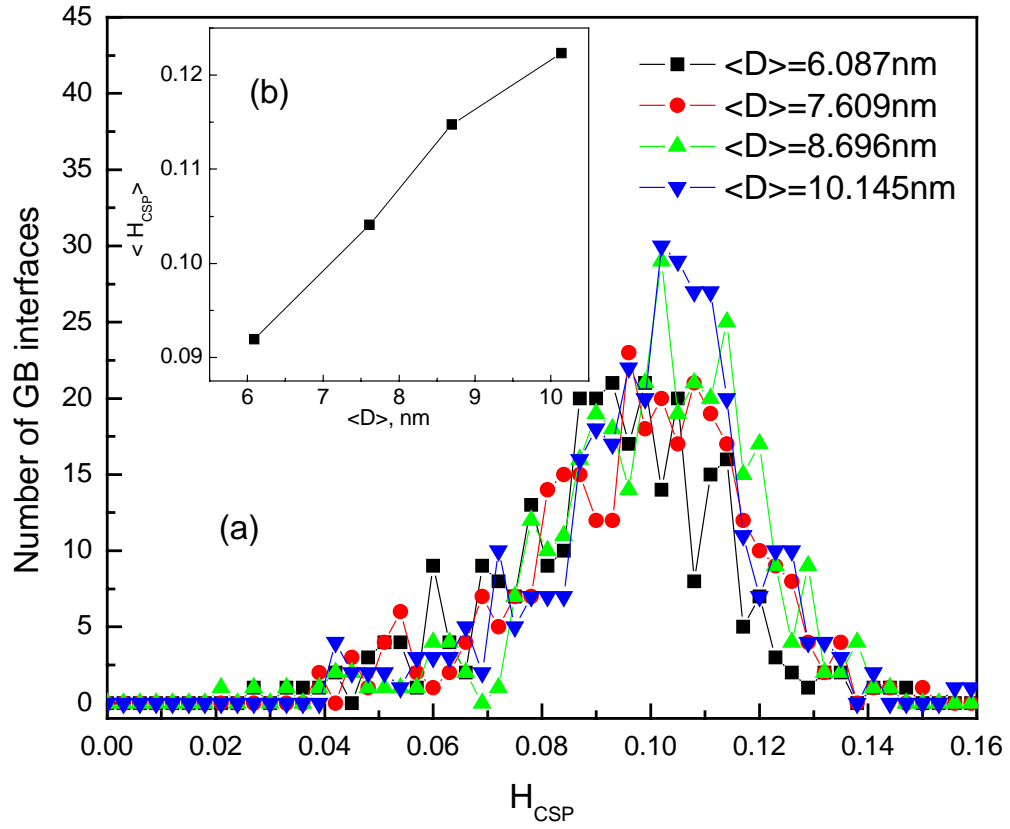 45
40
35
30
25
20
15
10
5
0
Number of GB interfaces
0.00
0.02
0.04
0.06
0.08
0.10
0.12
0.14
0.16
H_CSP
(a)
<D>=6.087nm
<D>=7.609nm
<D>=8.696nm
<D>=10.145nm
(b)
0.12
0.11
0.10
0.09
< H_CSP>
6
7
8
9
10
<D>, nm